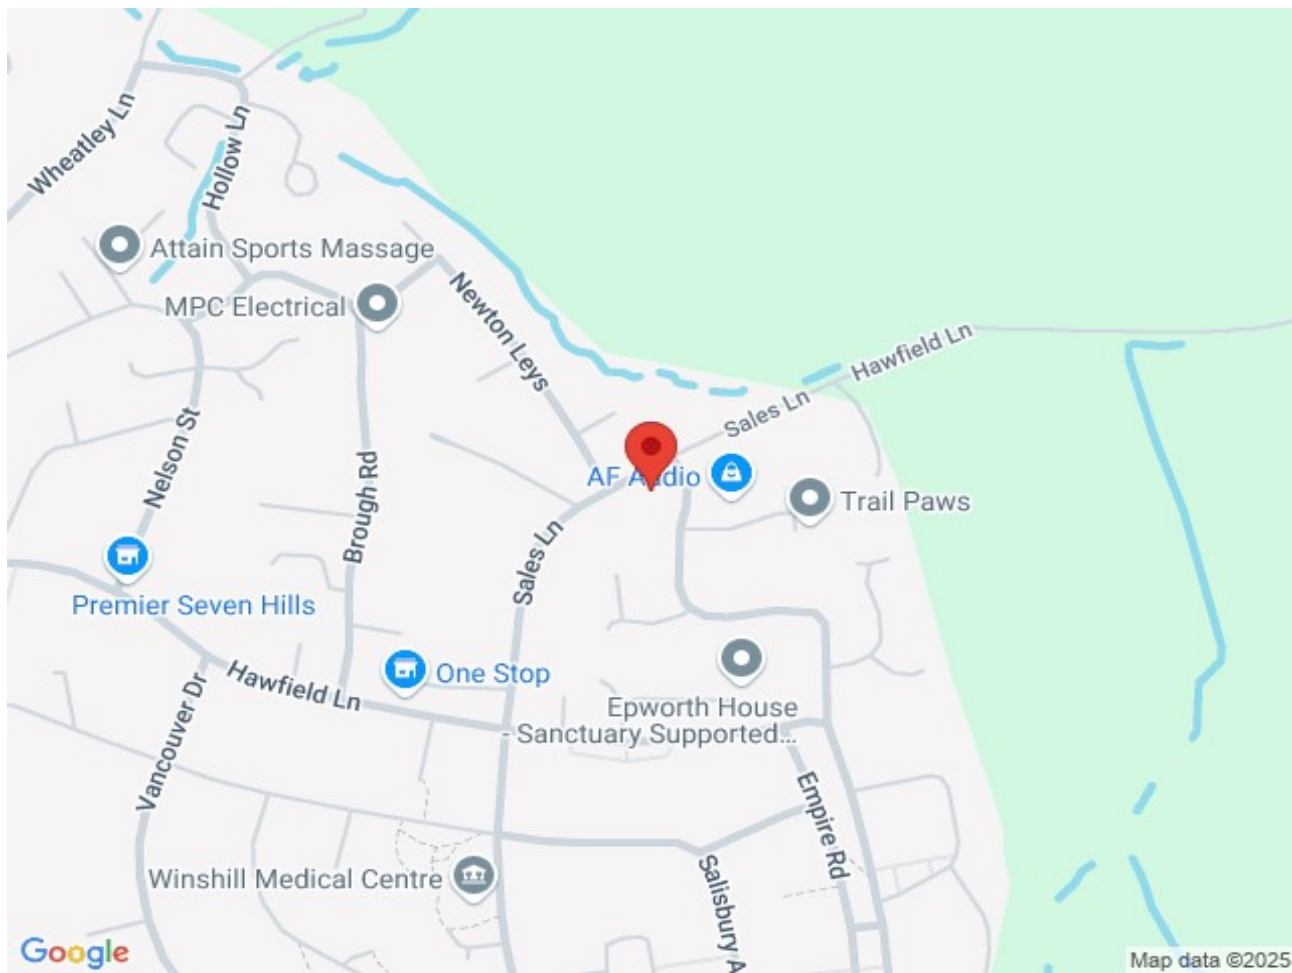 Wheatley Ln
Hollow Ln
Attain Sports Massage
MPC Electrical
Newton Leys
Hawfield Ln
Sales Ln
Nelson St
Brough Rd
AF Audio
Trail Paws
Sales Ln
Premier Seven Hills
One Stop
Hawfield Ln
Vancouver Dr
Epworth House
- Sanctuary Supported...
Empire Rd
Winshill Medical Centre
Salisbury A
Google
Map data ©2025